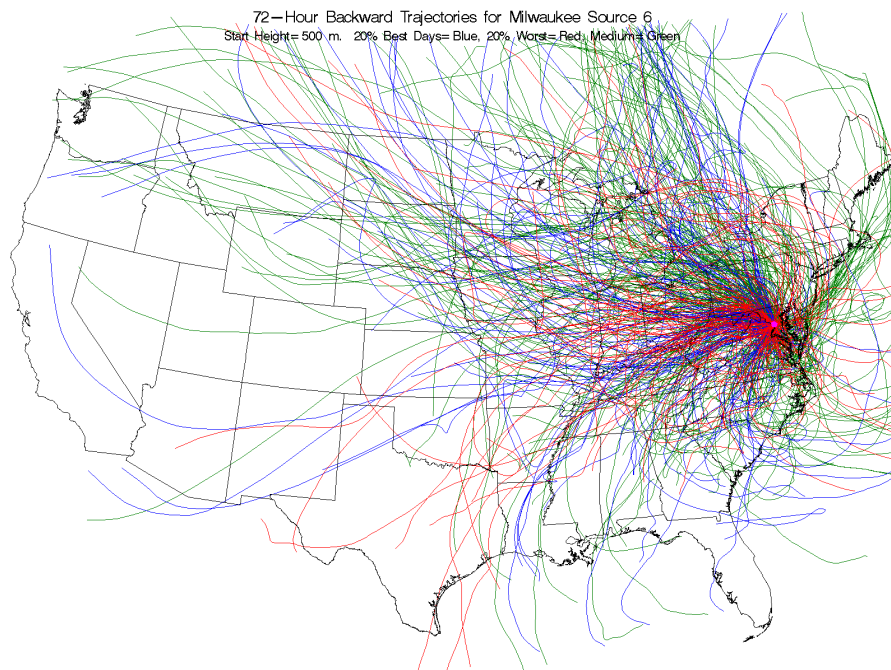 72-Hour Backward Trajectories for Milwaukee Source 6
Start Height= 500 m.  20% Best Days= Blue, 20% Worst= Red, Medium= Green